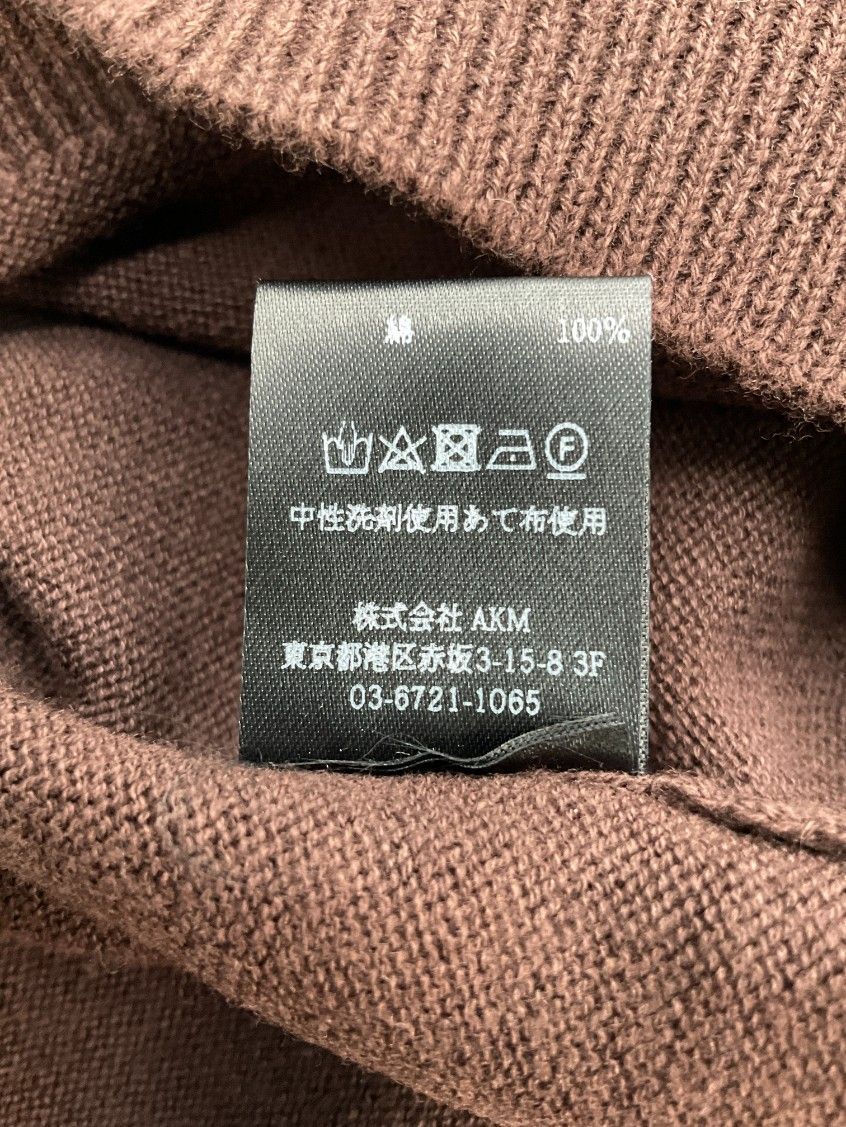 綿 100%
F
中性洗剤使用あて布使用
株式会社 AKM
東京都港区赤坂3-15-8 3F
03-6721-1065